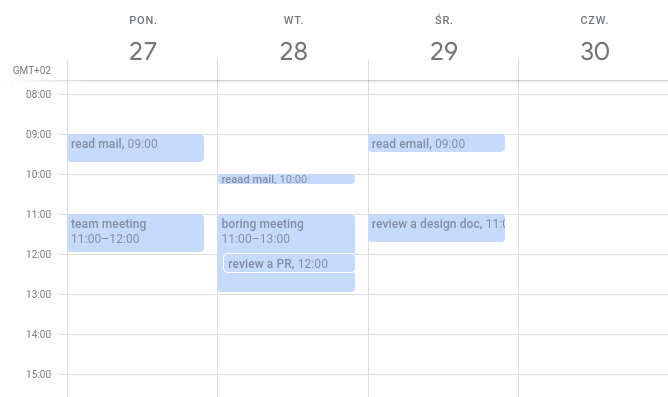 PON. WT. ŚR. CZW.
27 28 29 30
GMT+02
08:00
09:00
read mail, 09:00
read email, 09:00
10:00
reaad mail, 10:00
11:00
team meeting
11:00–12:00
boring meeting
11:00–13:00
review a design doc, 11:0
12:00
review a PR, 12:00
13:00
14:00
15:00